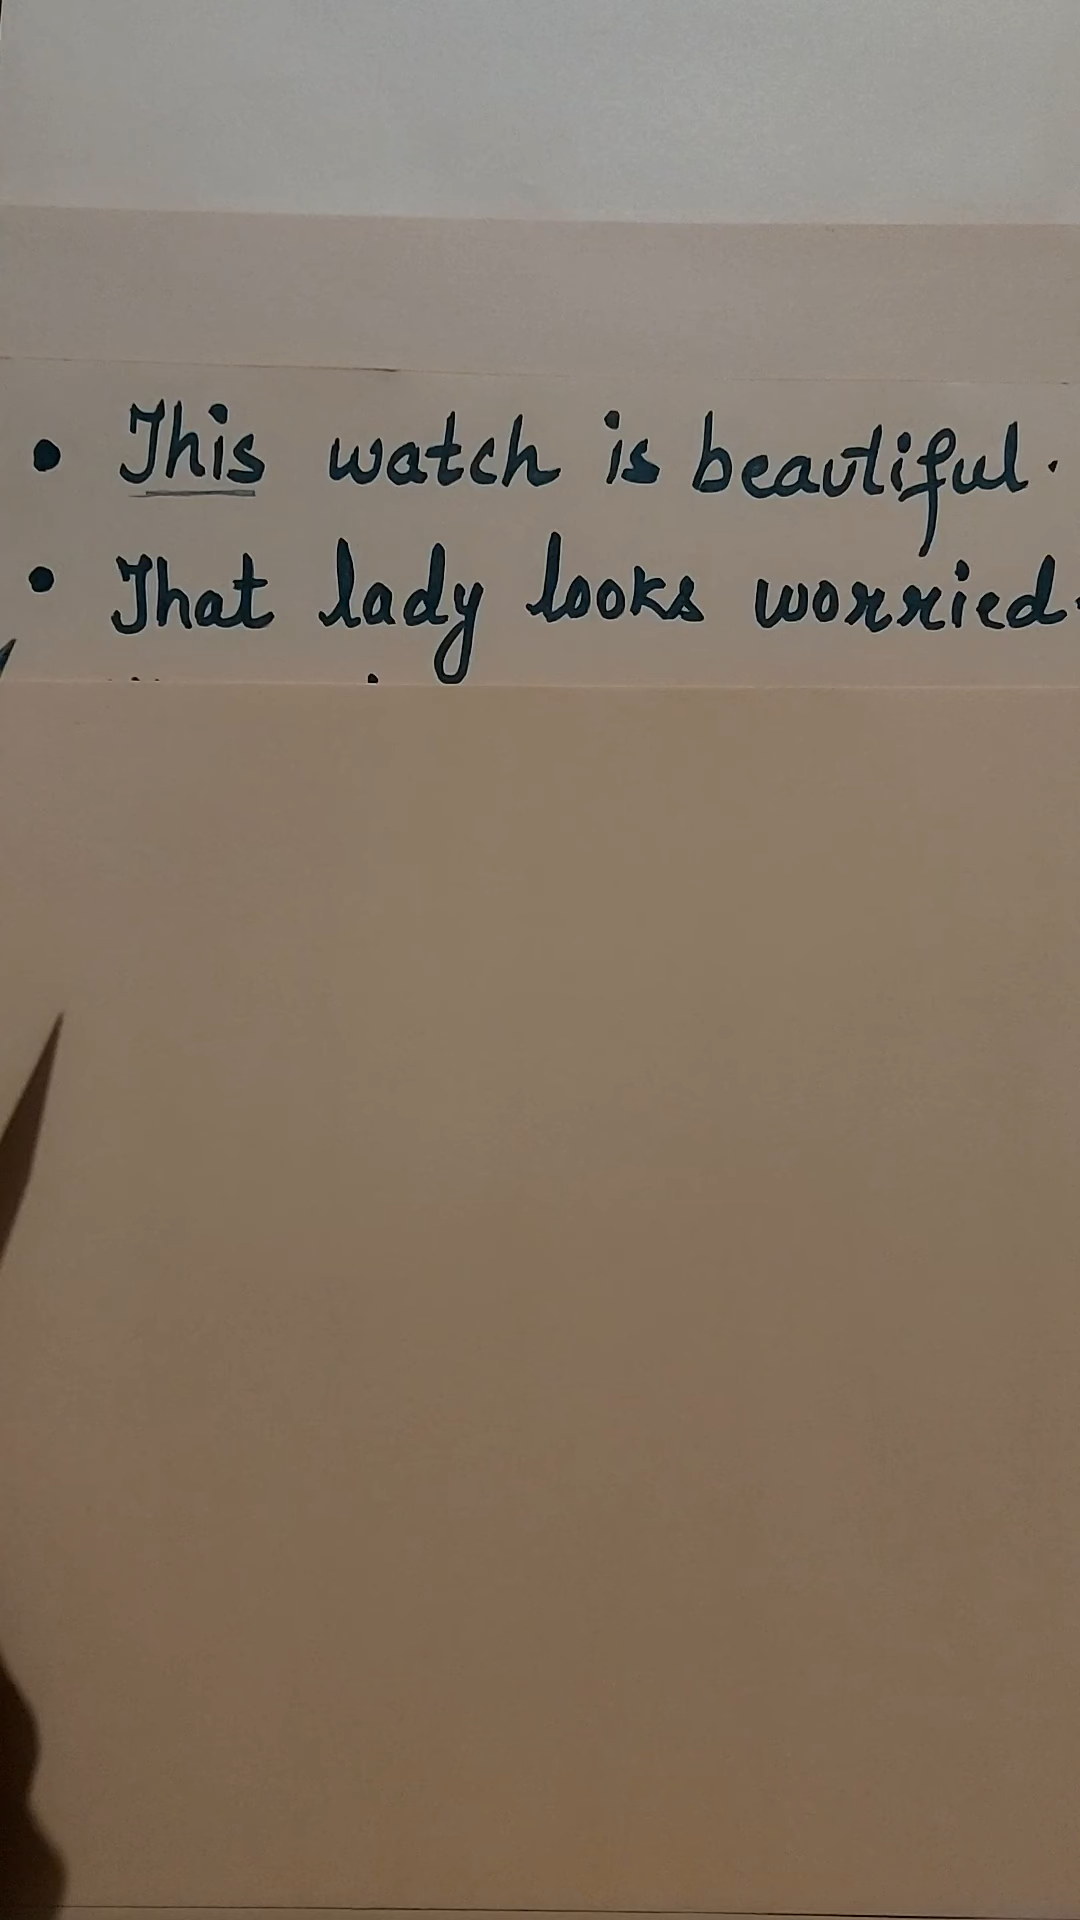 • This watch is beautiful.
• That lady looks worried.